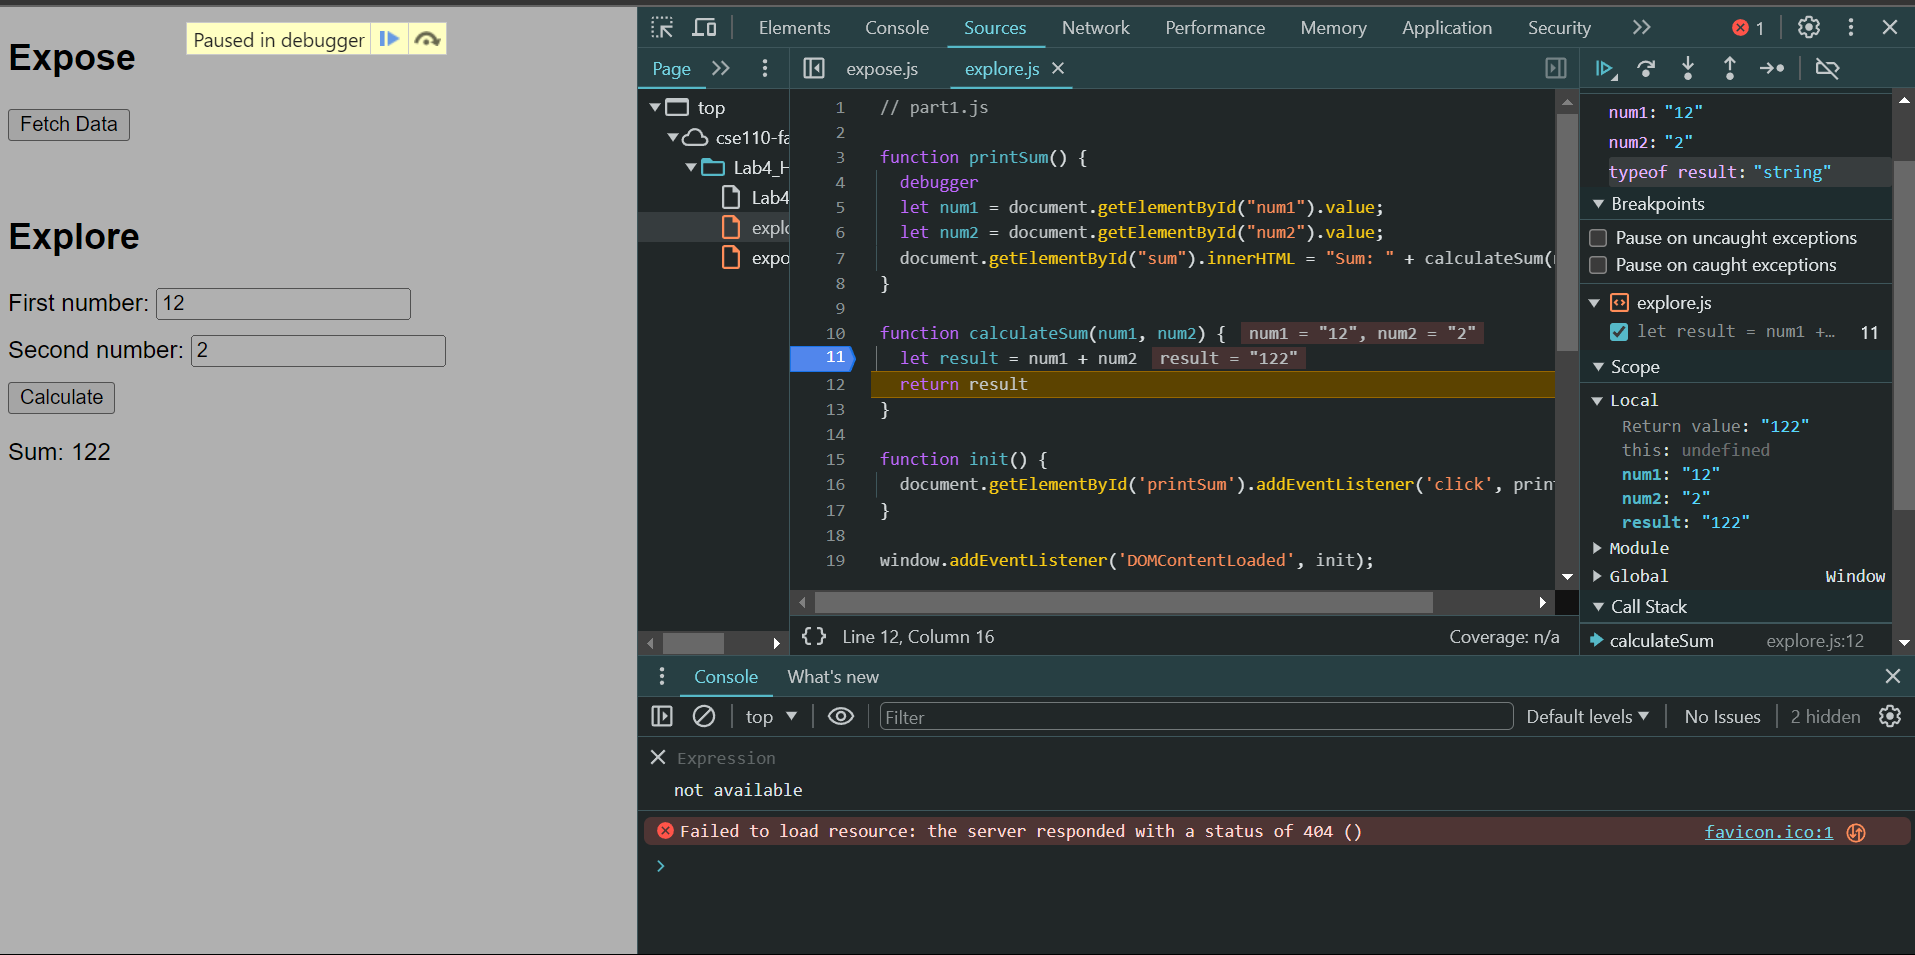 Expose
Paused in debugger
Fetch Data
Explore
First number: 12
Second number: 2
Calculate
Sum: 122
Elements Console Sources Network Performance Memory Application Security 1
Page
top
cse110-fa
Lab4_H
Lab4
explo
expo
expose.js explore.js
1 // part1.js
2
3 function printSum() {
4 debugger
5 let num1 = document.getElementById("num1").value;
6 let num2 = document.getElementById("num2").value;
7 document.getElementById("sum").innerHTML = "Sum: " + calculateSum(
8 }
9
10 function calculateSum(num1, num2) { num1 = "12", num2 = "2"
11 let result = num1 + num2 result = "122"
12 return result
13 }
14
15 function init() {
16 document.getElementById('printSum').addEventListener('click', prin
17 }
18
19 window.addEventListener('DOMContentLoaded', init);
{ } Line 12, Column 16 Coverage: n/a
num1: "12"
num2: "2"
typeof result: "string"
Breakpoints
Pause on uncaught exceptions
Pause on caught exceptions
explore.js
let result = num1 +… 11
Scope
Local
Return value: "122"
this: undefined
num1: "12"
num2: "2"
result: "122"
Module
Global Window
Call Stack
calculateSum explore.js:12
Console What's new
top Filter Default levels No Issues 2 hidden
Expression
not available
Failed to load resource: the server responded with a status of 404 () favicon.ico:1